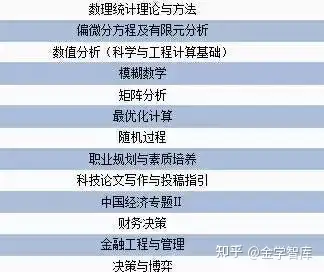 数理统计理论与方法
偏微分方程及有限元分析
数值分析（科学与工程计算基础）
模糊数学
矩阵分析
最优化计算
随机过程
职业规划与素质培养
科技论文写作与投稿指引
中国经济专题Ⅱ
财务决策
金融工程与管理
决策与博弈
知乎 @金学智库